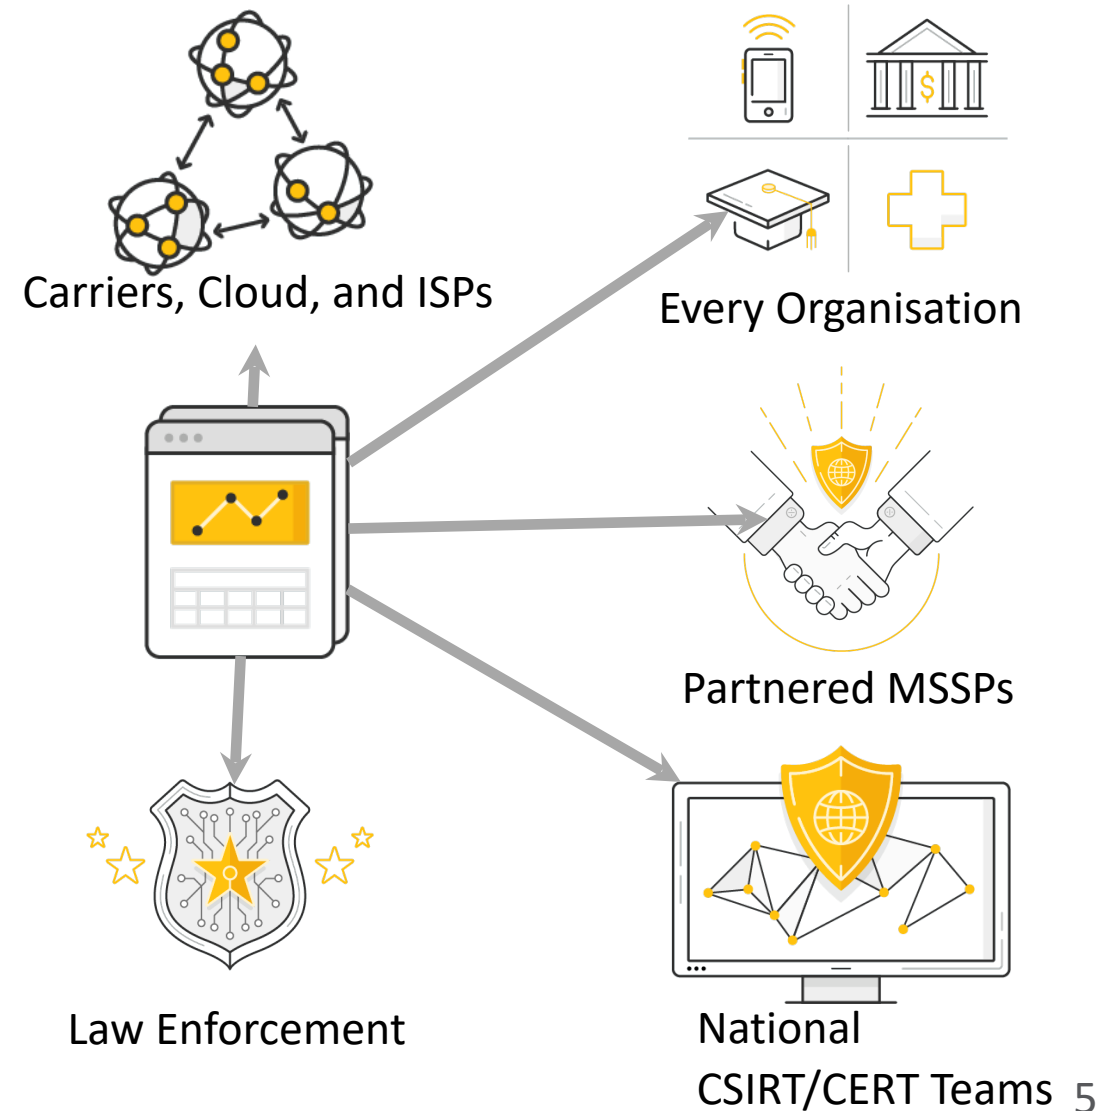 Carriers, Cloud, and ISPs
$
Every Organisation
Partnered MSSPs
Law Enforcement
National
CSIRT/CERT Teams
5